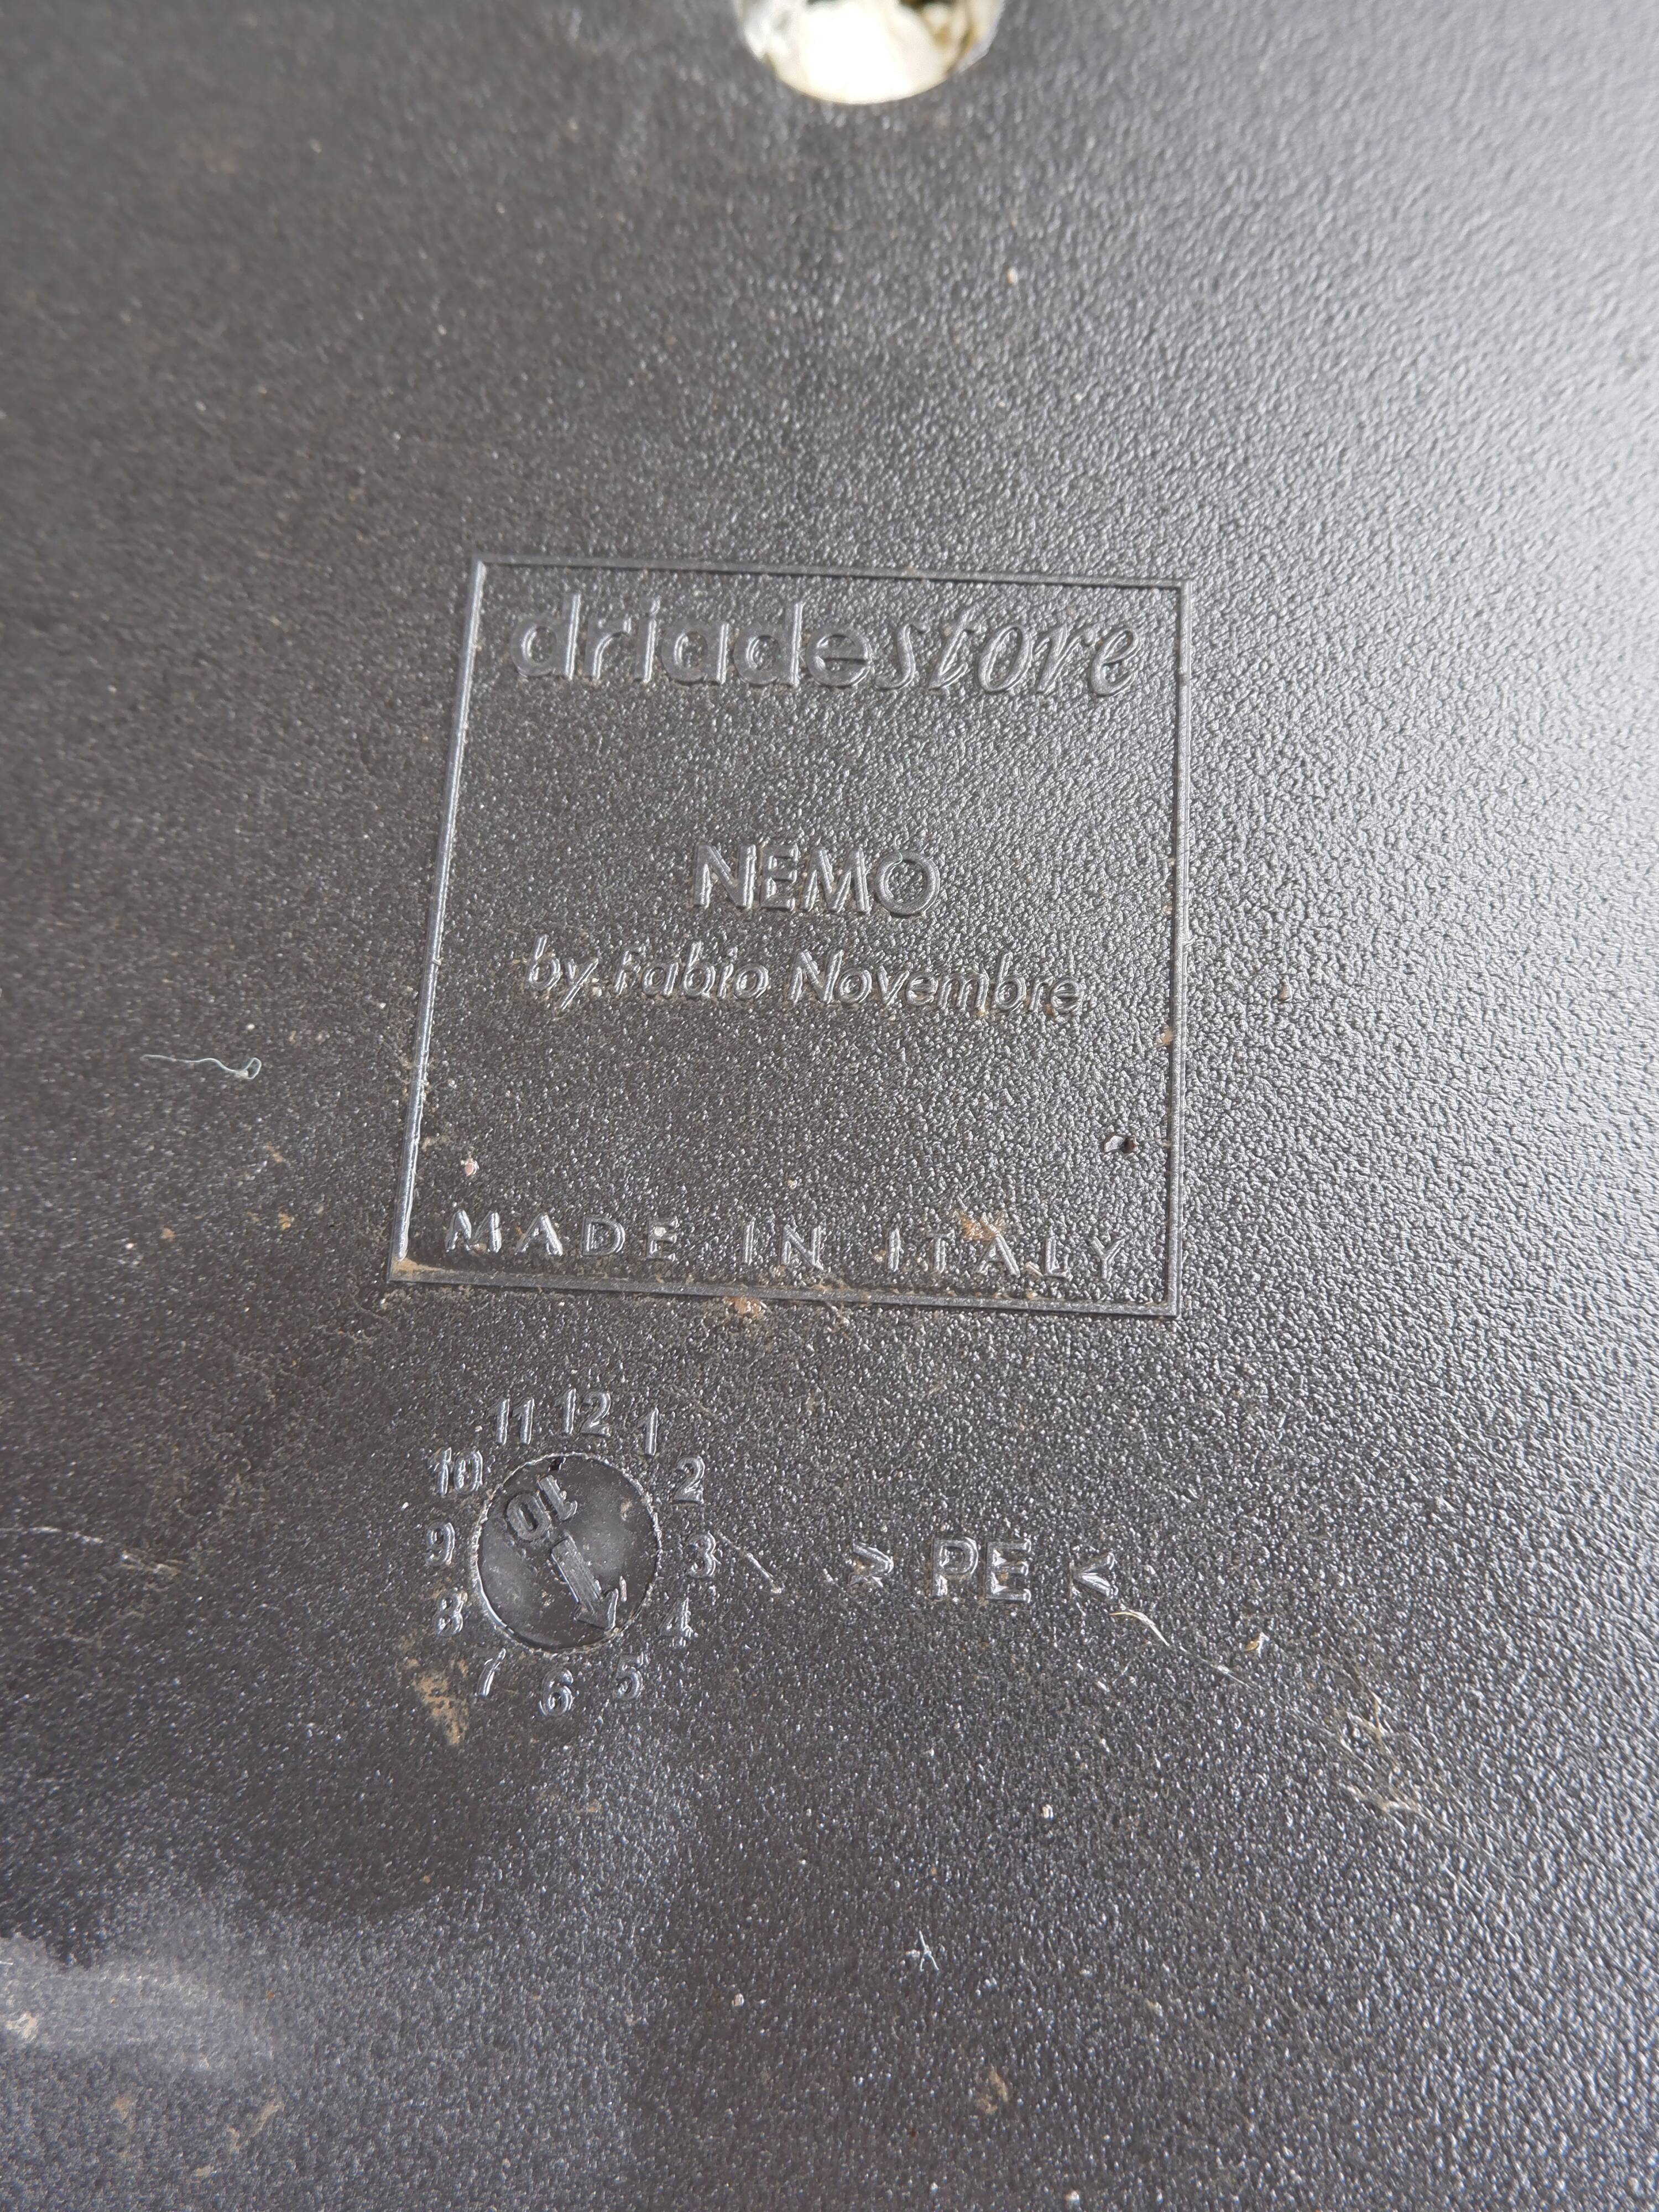 driadestore
NEMO
by Fabio Novembre
MADE IN ITALY
12
1
2
3
4
5
6
7
8
9
10
11
10
> PE <